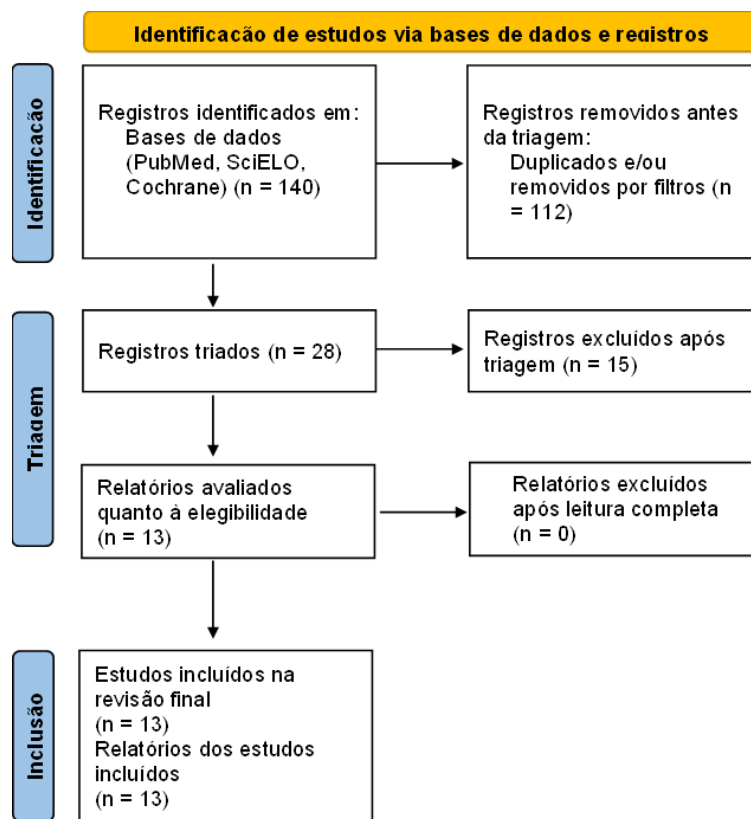 Identificação de estudos via bases de dados e registros
Identificação
Registros identificados em:
Bases de dados
(PubMed, SciELO,
Cochrane) (n = 140)
Registros removidos antes
da triagem:
Duplicados e/ou
removidos por filtros (n
= 112)
Triagem
Registros triados (n = 28)
Registros excluídos após
triagem (n = 15)
Relatórios avaliados
quanto à elegibilidade
(n = 13)
Relatórios excluídos
após leitura completa
(n = 0)
Inclusão
Estudos incluídos na
revisão final
(n = 13)
Relatórios dos estudos
incluídos
(n = 13)